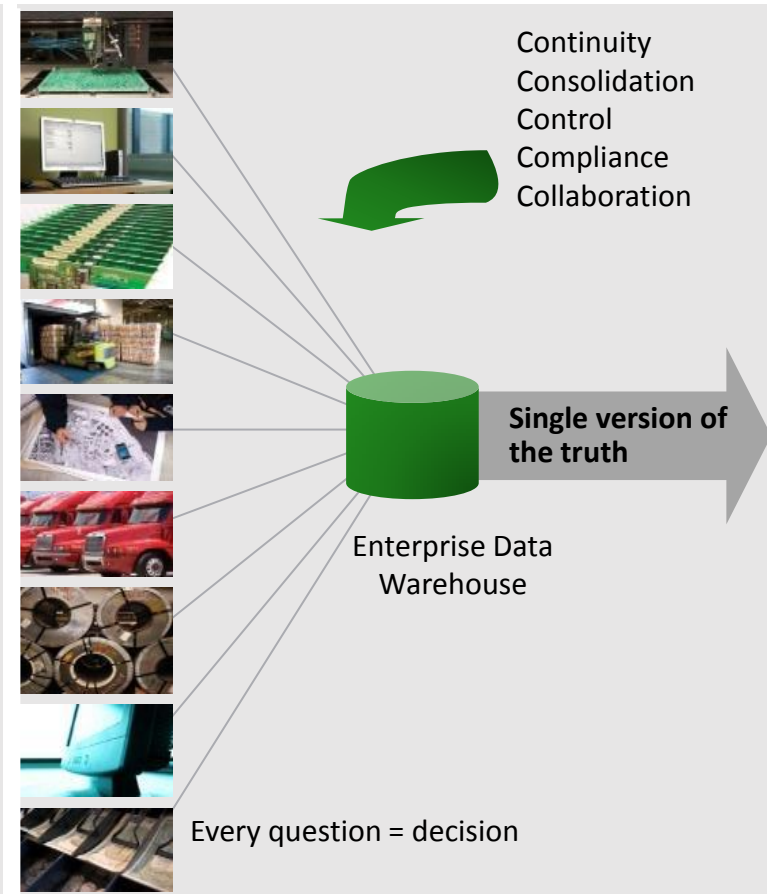 Continuity
Consolidation
Control
Compliance
Collaboration
Single version of
the truth
Enterprise Data
Warehouse
Every question = decision